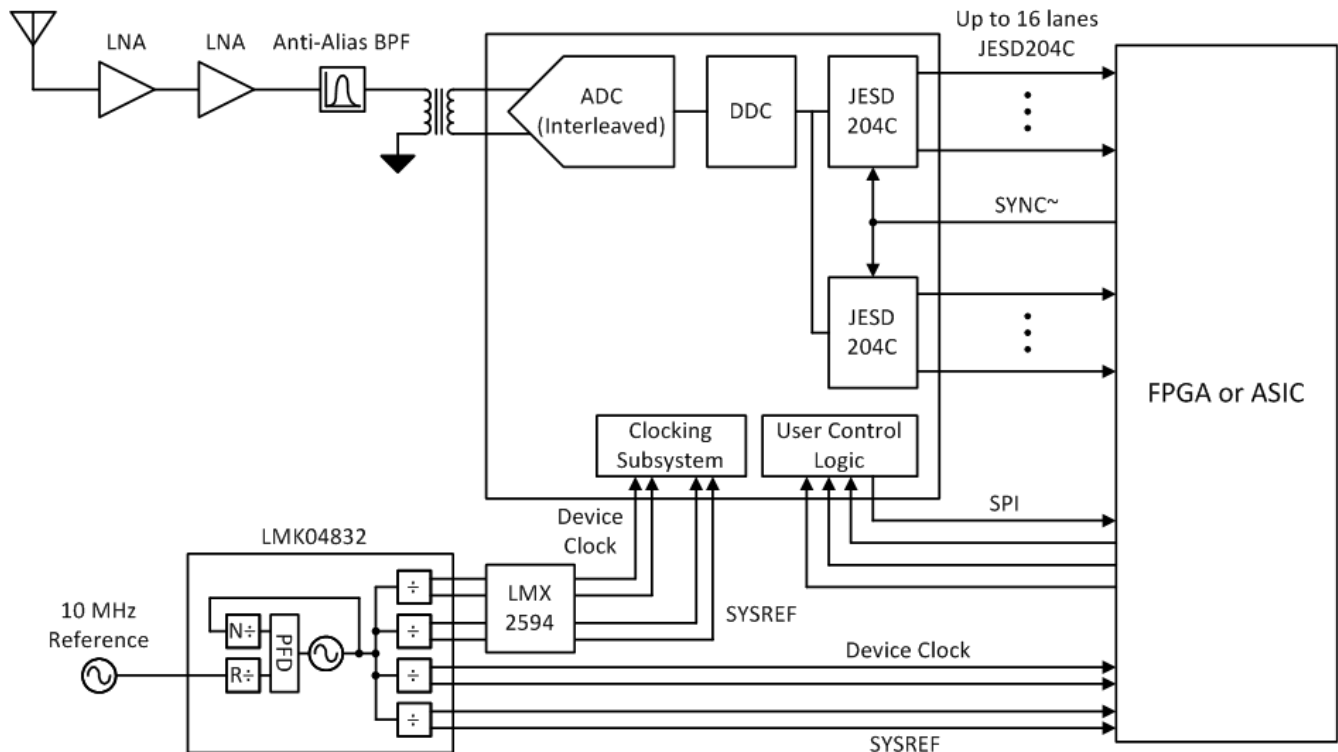 Up to 16 lanes
JESD204C
LNA
LNA
Anti-Alias BPF
ADC
(Interleaved)
DDC
JESD
204C
SYNC~
JESD
204C
FPGA or ASIC
Clocking
Subsystem
User Control
Logic
SPI
Device
Clock
LMK04832
÷
LMX
2594
SYSREF
10 MHz
Reference
N÷
PFD
R÷
÷
÷
÷
Device Clock
SYSREF